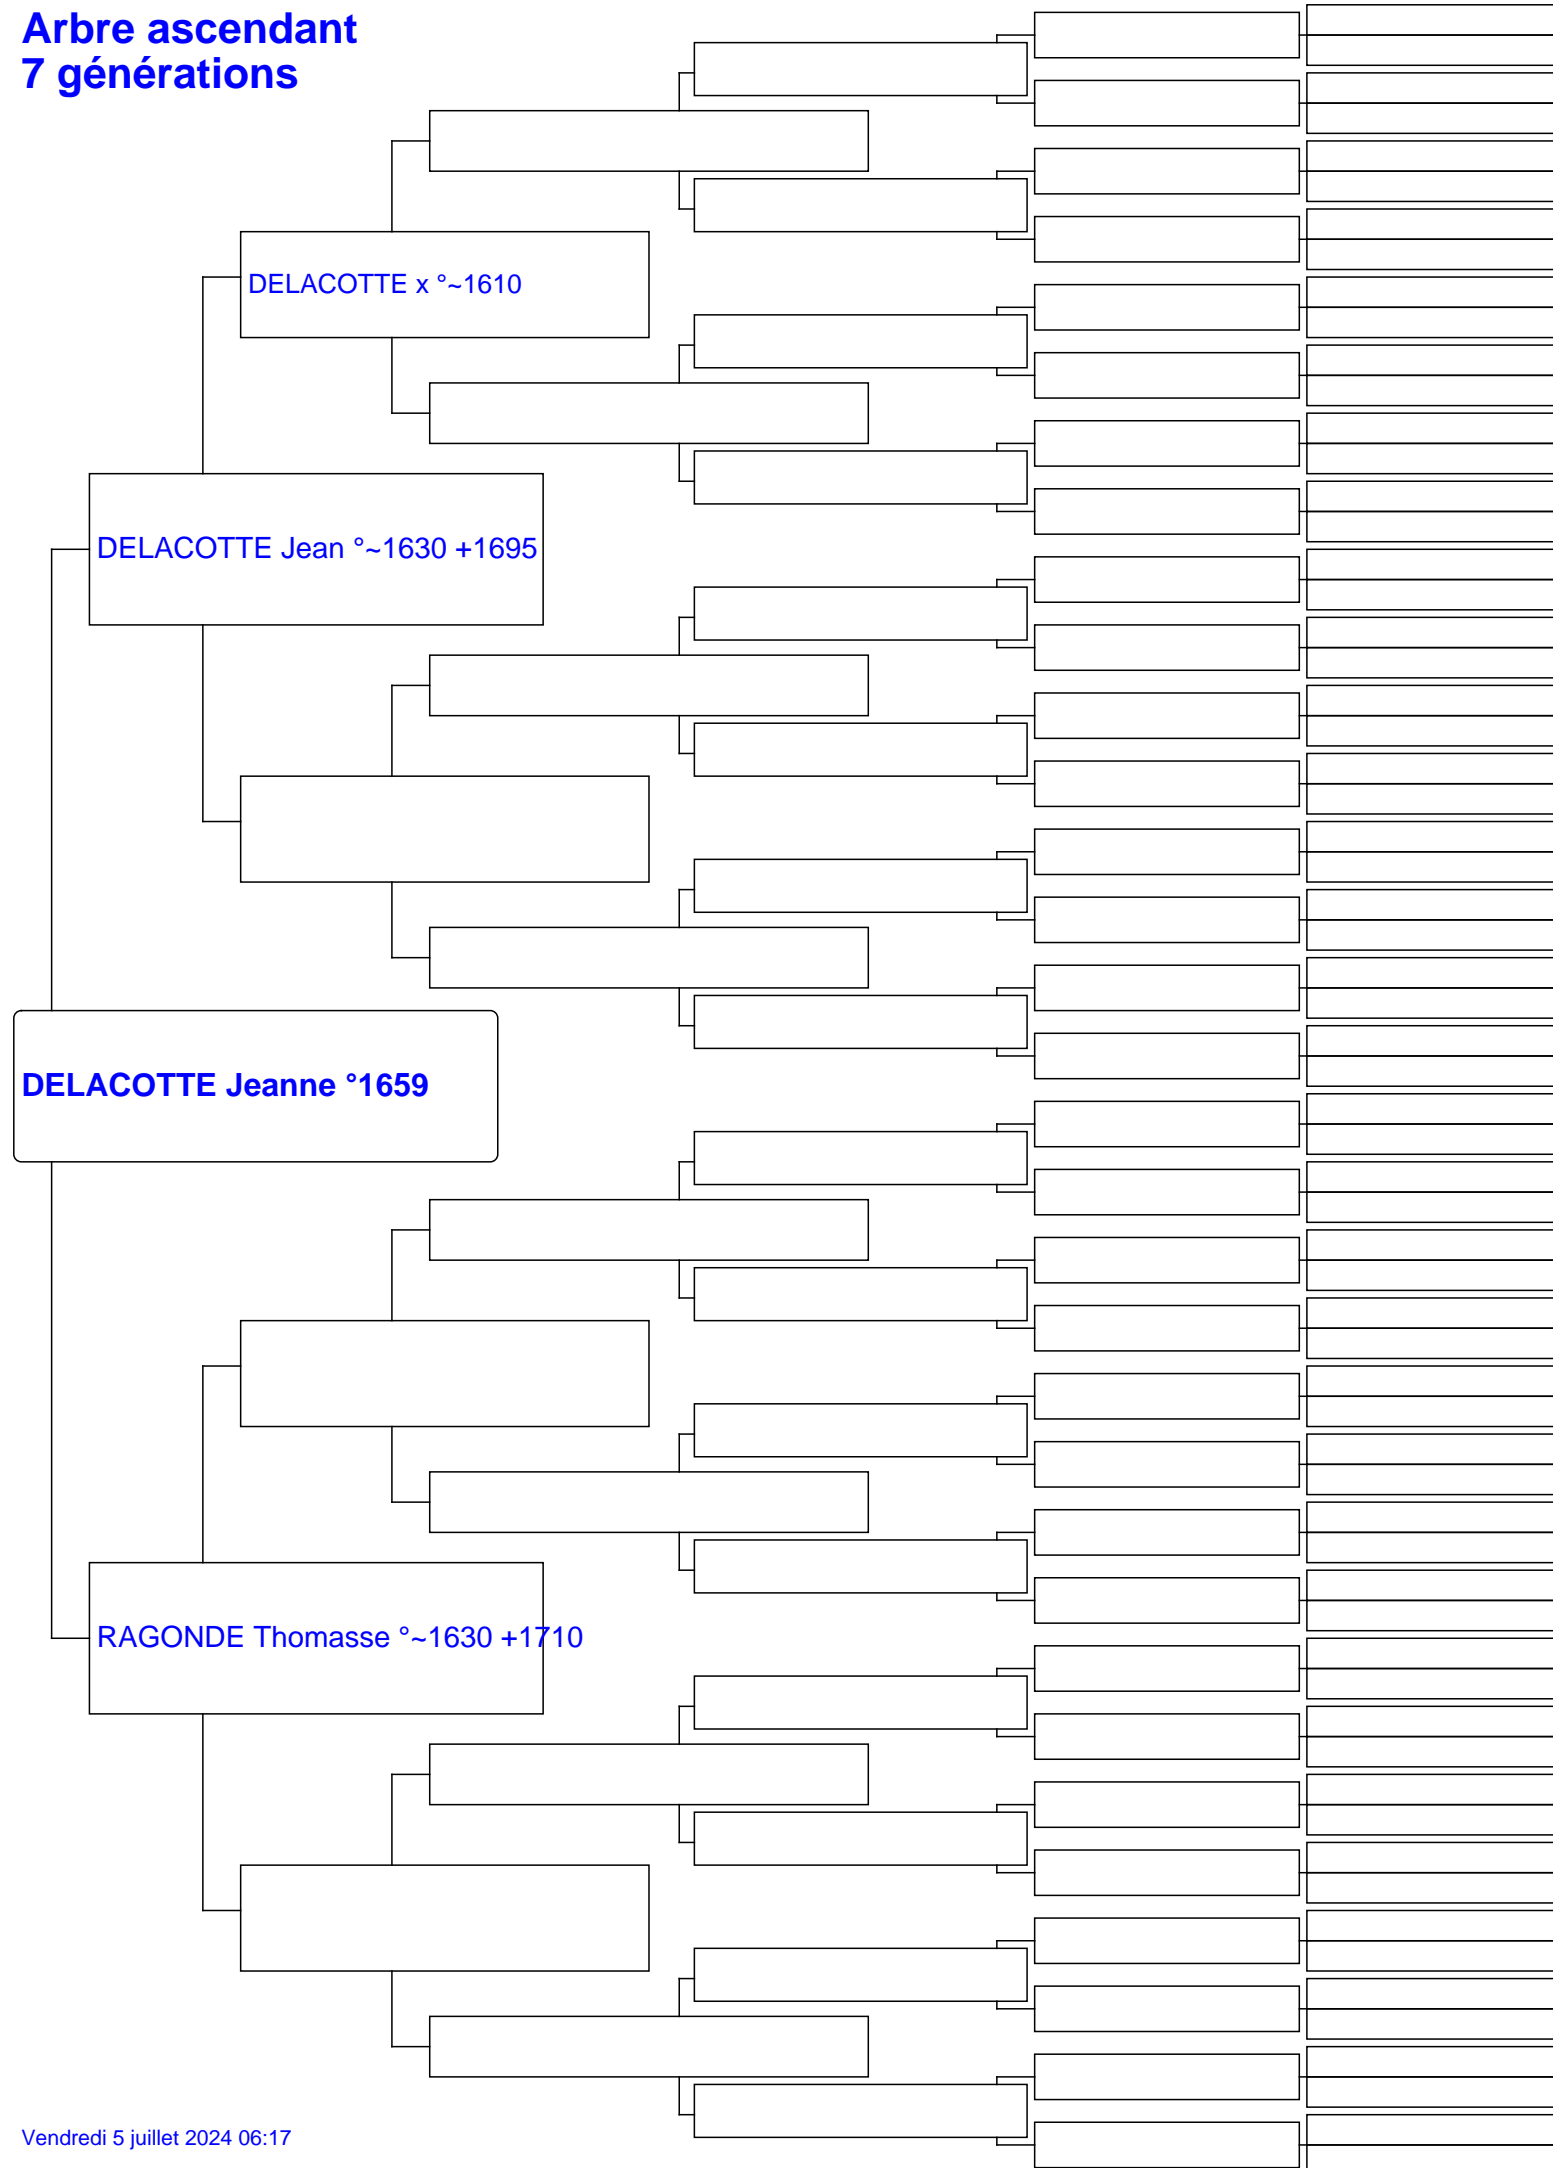 Arbre ascendant
7 générations
DELACOTTE x °~1610
DELACOTTE Jean °~1630 +1695
DELACOTTE Jeanne °1659
RAGONDE Thomasse °~1630 +1710
Vendredi 5 juillet 2024 06:17